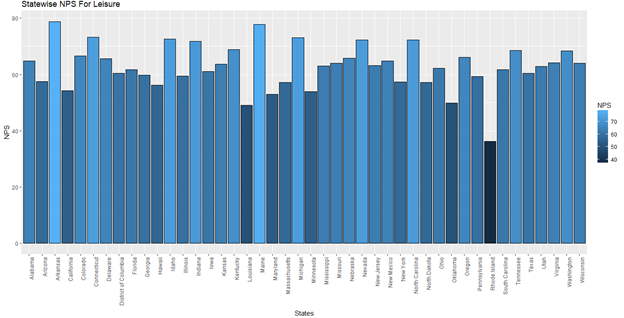 Statewise NPS For Leisure
80
60
40
20
0
NPS
NPS
70
60
50
40
Alabama
Arizona
Arkansas
California
Colorado
Connecticut
Delaware
District of Columbia
Florida
Georgia
Hawaii
Idaho
Illinois
Indiana
Iowa
Kansas
Kentucky
Louisiana
Maine
Maryland
Massachusetts
Michigan
Minnesota
Mississippi
Missouri
Nebraska
Nevada
New Jersey
New Mexico
New York
North Carolina
North Dakota
Ohio
Oklahoma
Oregon
Pennsylvania
Rhode Island
South Carolina
Tennessee
Texas
Utah
Virginia
Washington
Wisconsin
States